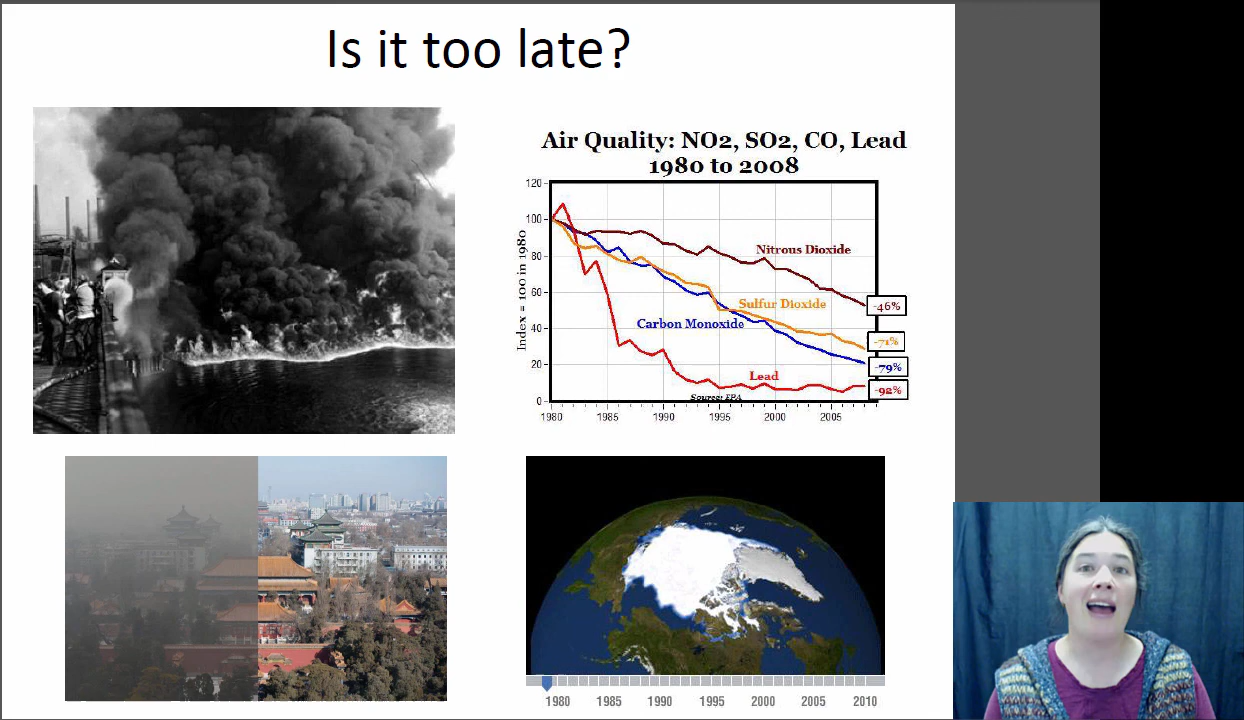 Is it too late?
Air Quality: NO2, SO2, CO, Lead
1980 to 2008
120
100
80
60
40
20
0
Index = 100 in 1980
Nitrous Dioxide
Sulfur Dioxide
Carbon Monoxide
Lead
Source: EPA
-46%
-71%
-79%
-92%
1980 1985 1990 1995 2000 2005
1980 1985 1990 1995 2000 2005 2010